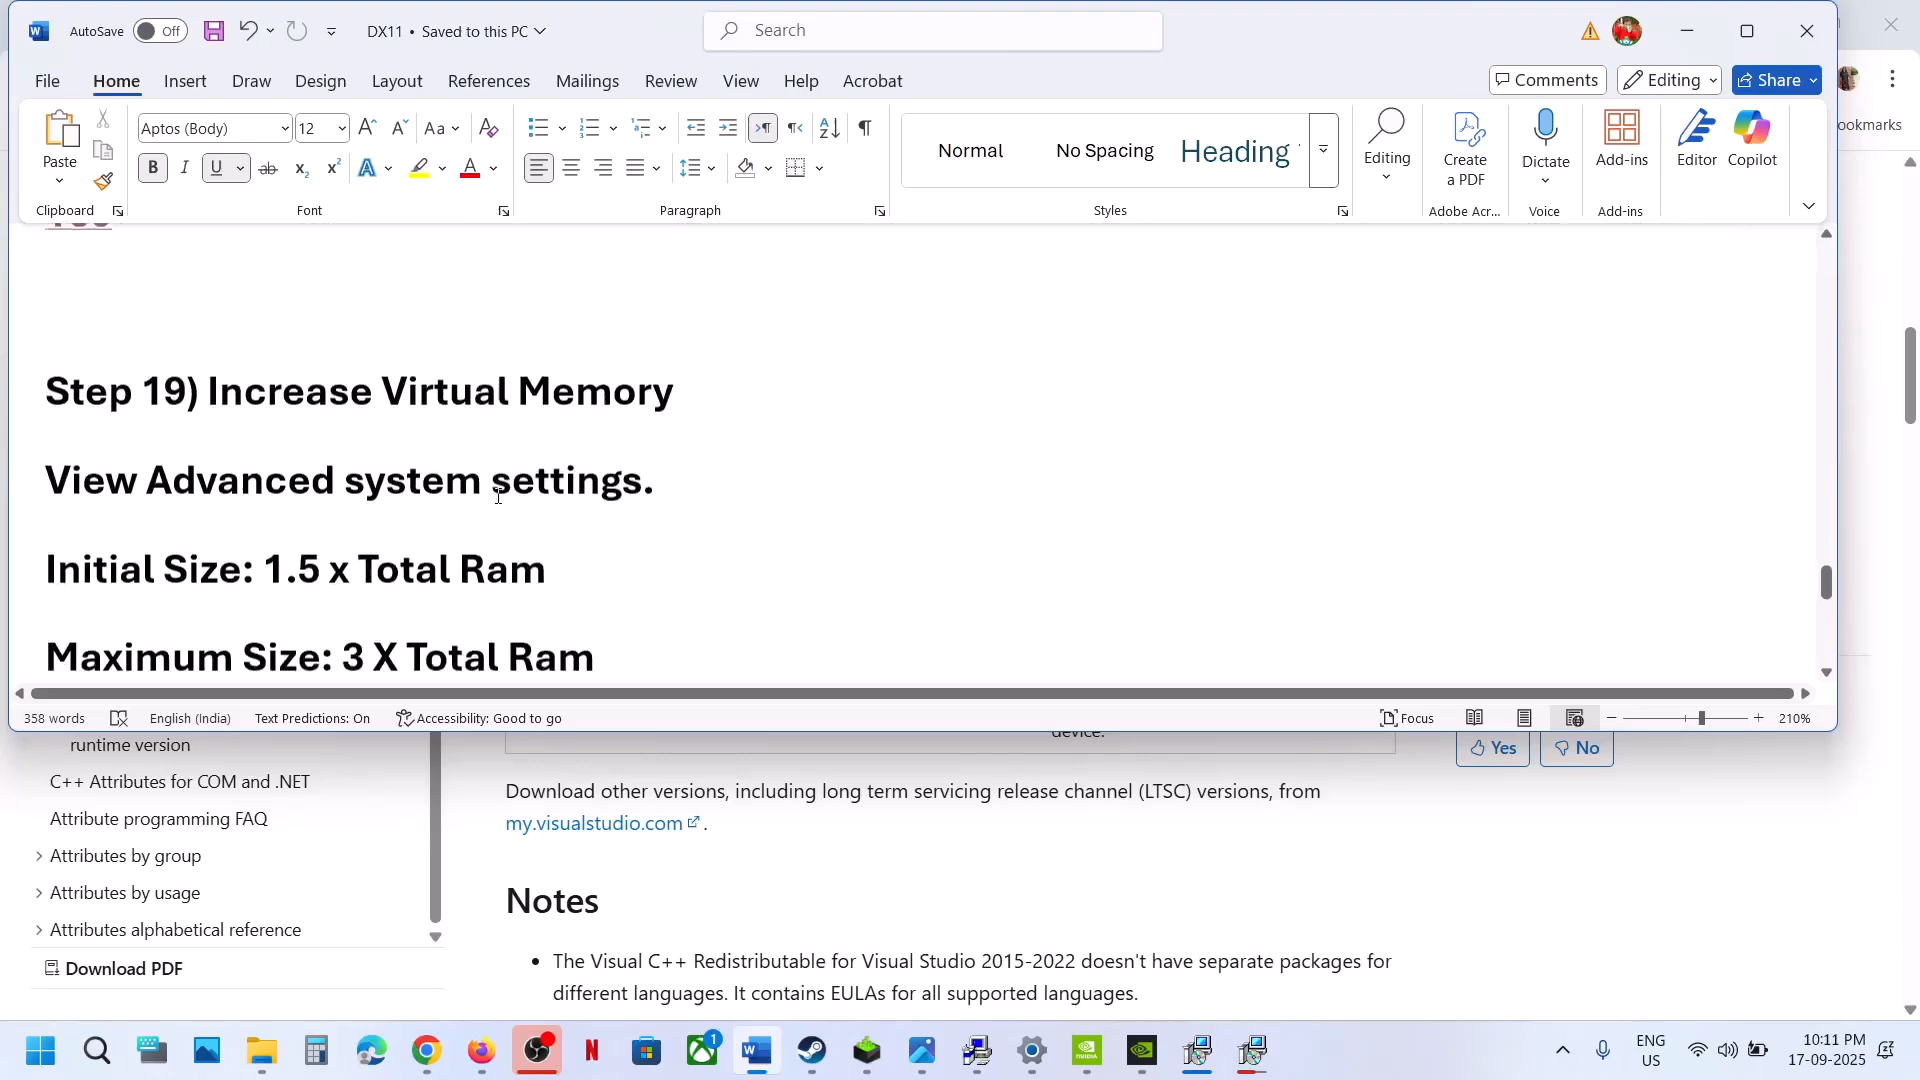 AutoSave Off DX11 • Saved to this PC Search
File Home Insert Draw Design Layout References Mailings Review View Help Acrobat Comments Editing Share
Aptos (Body) 12
Paste
Clipboard Font Paragraph
Normal No Spacing Heading
Styles
Editing
Create a PDF
Adobe Acr...
Dictate
Voice
Add-ins
Add-ins
Editor Copilot
ookmarks
Step 19) Increase Virtual Memory
View Advanced system settings.
Initial Size: 1.5 x Total Ram
Maximum Size: 3 X Total Ram
358 words English (India) Text Predictions: On Accessibility: Good to go Focus 210%
runtime version
C++ Attributes for COM and .NET
Attribute programming FAQ
Attributes by group
Attributes by usage
Attributes alphabetical reference
Download PDF
device.
Yes No
Download other versions, including long term servicing release channel (LTSC) versions, from
my.visualstudio.com .
Notes
• The Visual C++ Redistributable for Visual Studio 2015-2022 doesn't have separate packages for
different languages. It contains EULAs for all supported languages.
1
ENG
US
10:11 PM
17-09-2025